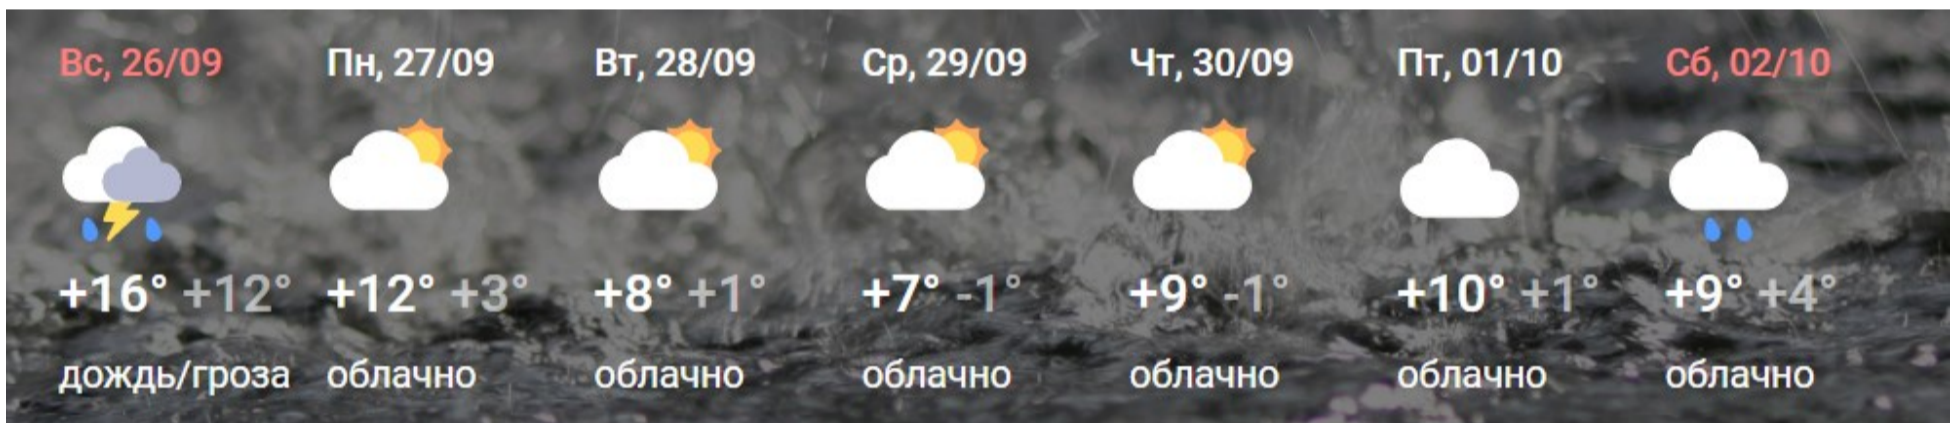 Вс, 26/09 Пн, 27/09 Вт, 28/09 Ср, 29/09 Чт, 30/09 Пт, 01/10 Сб, 02/10
+16° +12° +12° +3° +8° +1° +7° -1° +9° -1° +10° +1° +9° +4°
дождь/гроза облачно облачно облачно облачно облачно облачно